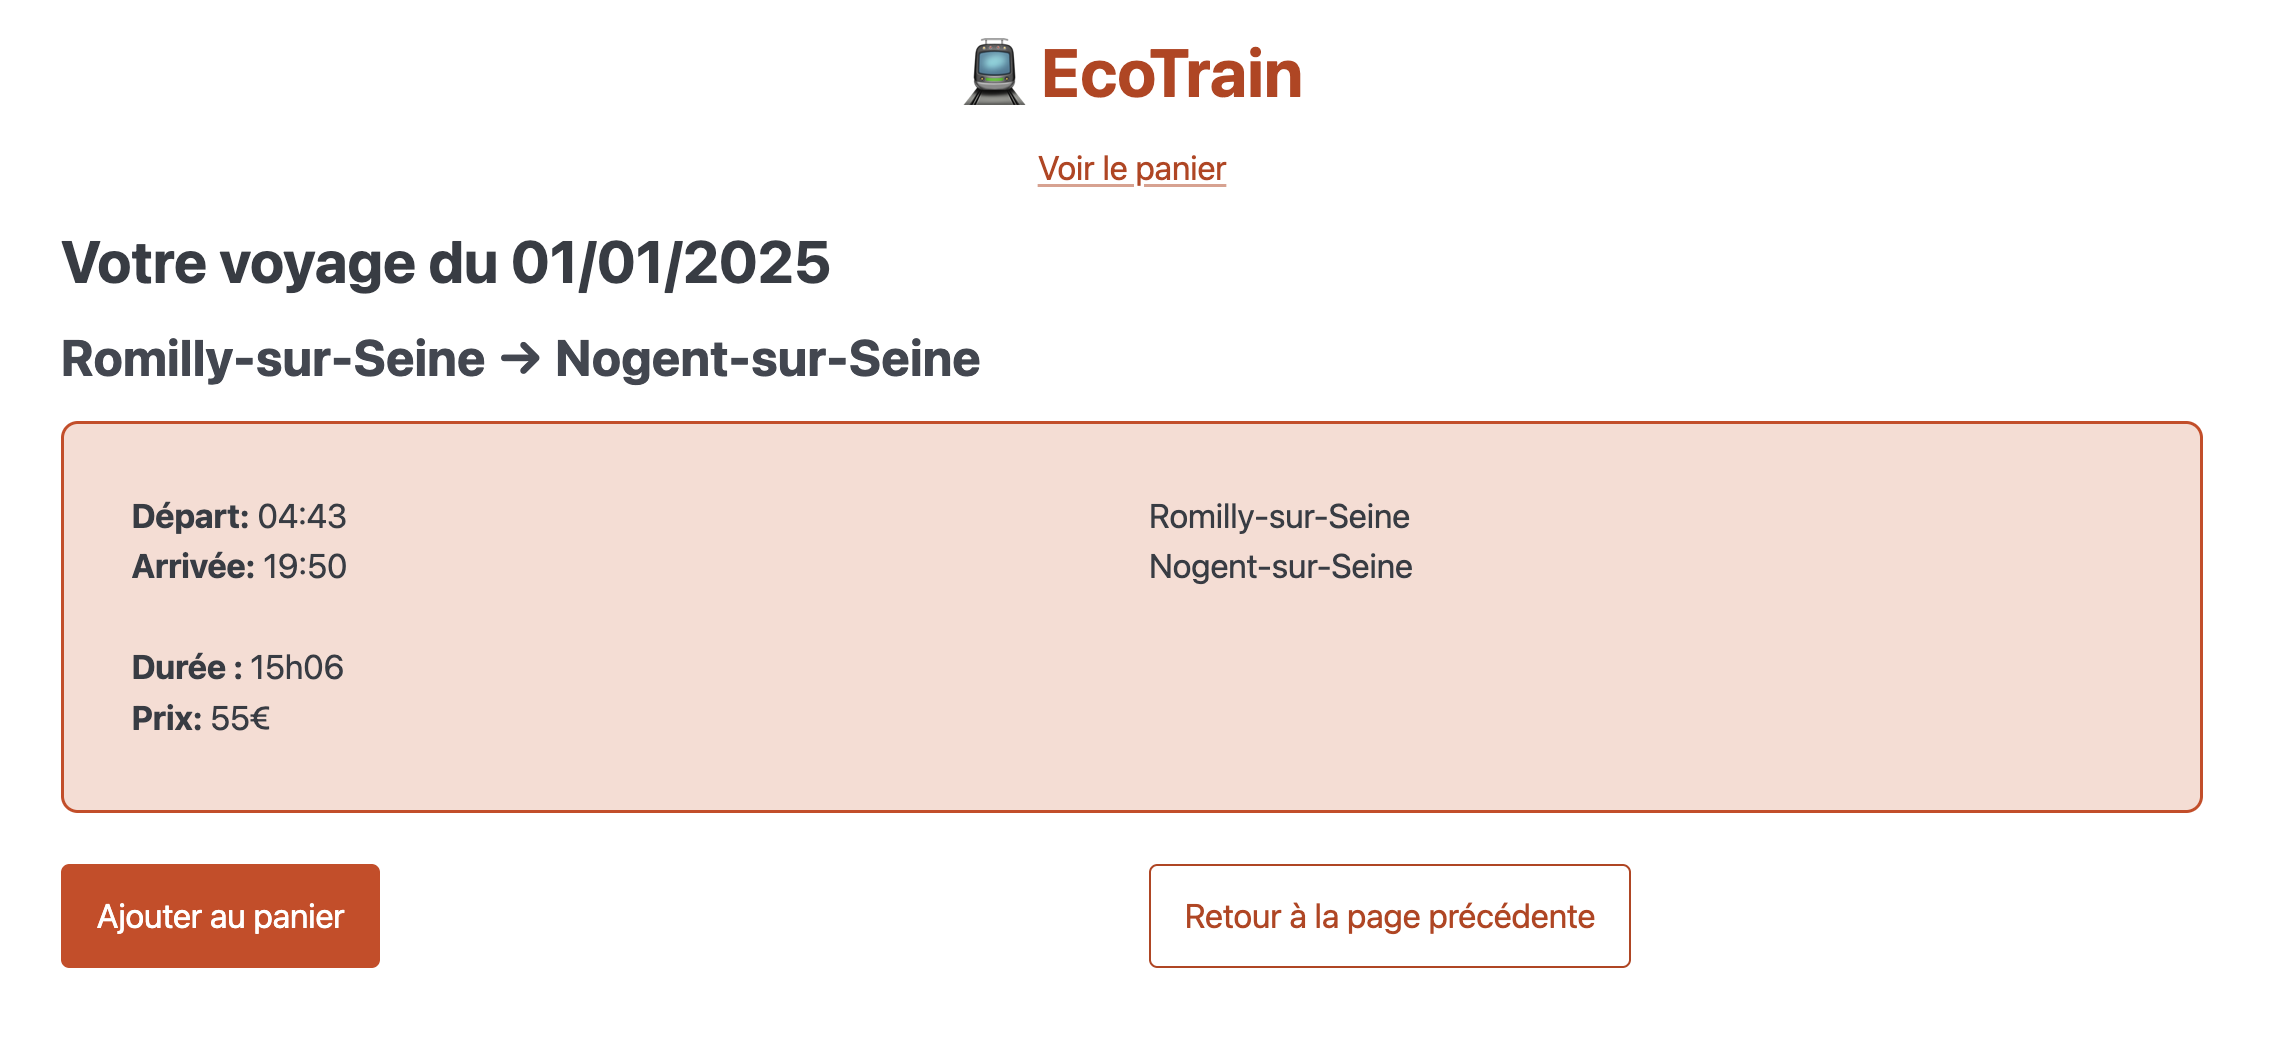 EcoTrain
Voir le panier
Votre voyage du 01/01/2025
Romilly-sur-Seine → Nogent-sur-Seine
Départ: 04:43 Romilly-sur-Seine
Arrivée: 19:50 Nogent-sur-Seine
Durée : 15h06
Prix: 55€
Ajouter au panier Retour à la page précédente